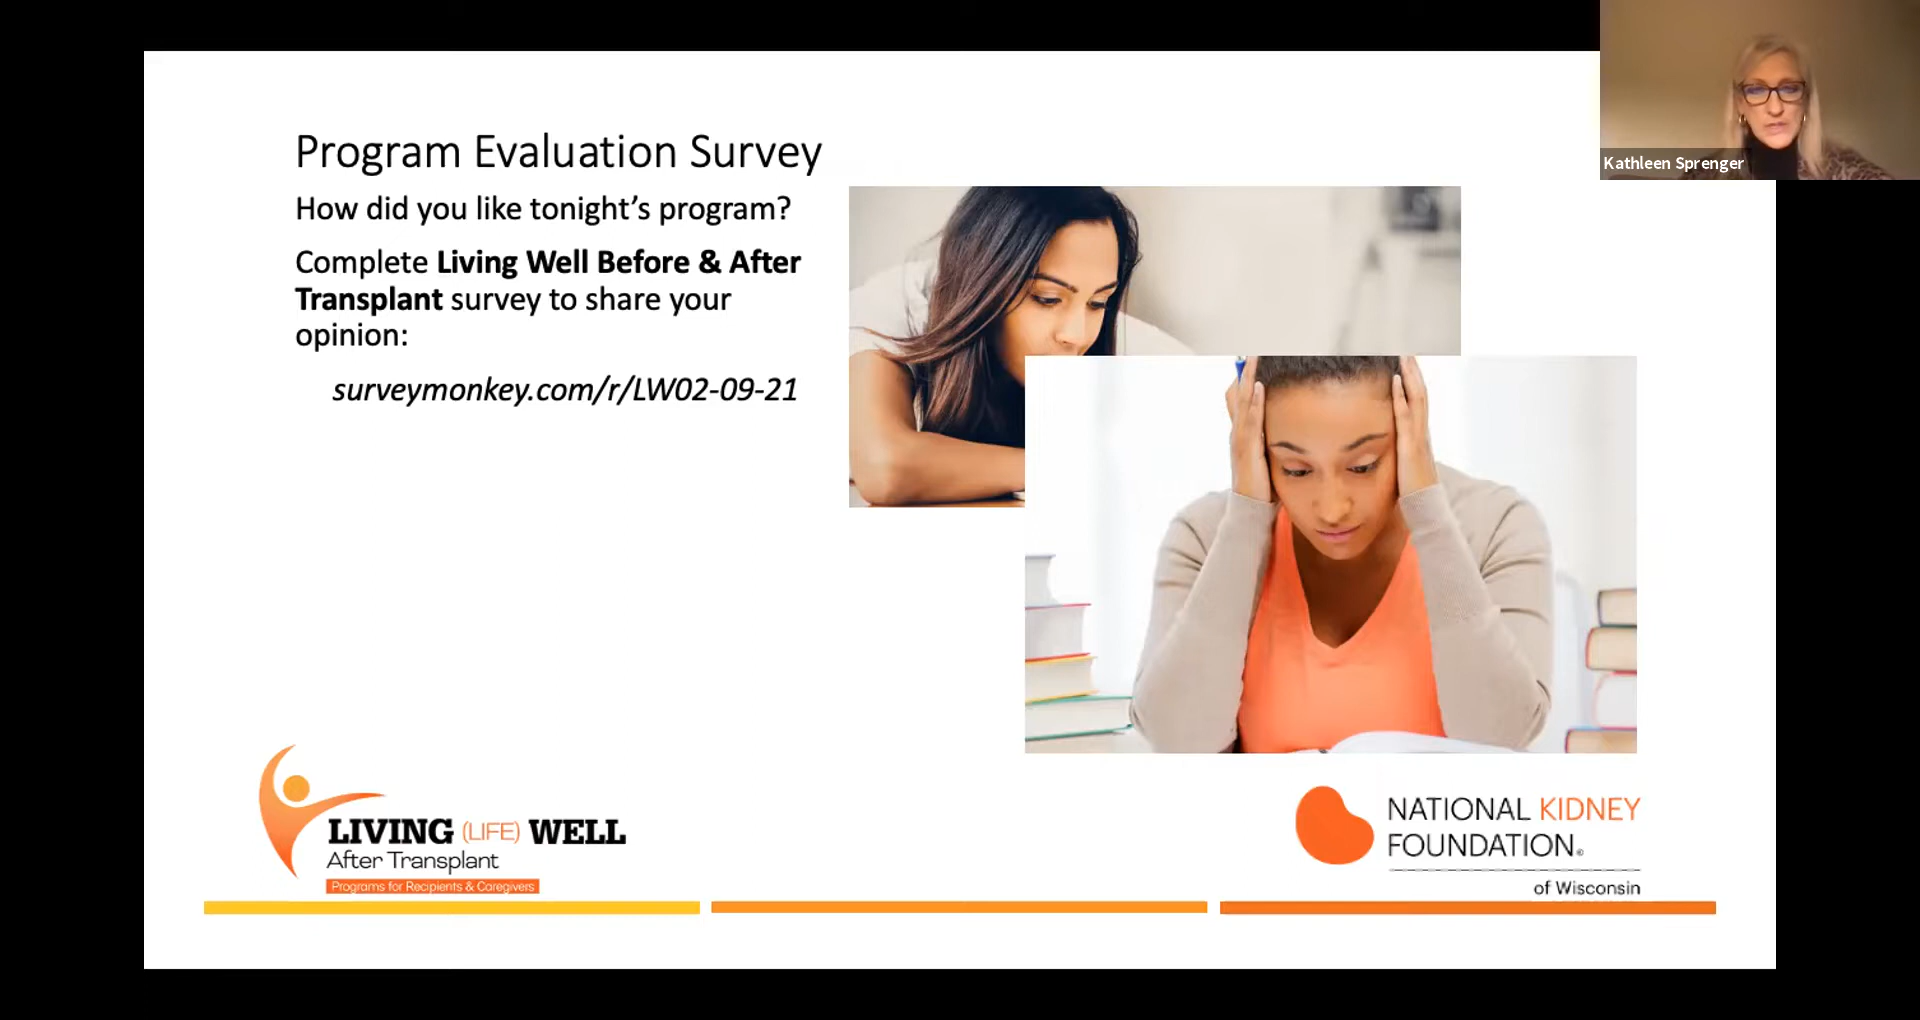 Program Evaluation Survey
How did you like tonight’s program?
Complete Living Well Before & After
Transplant survey to share your
opinion:
surveymonkey.com/r/LW02-09-21
Kathleen Sprenger
LIVING (LIFE) WELL
After Transplant
Programs for Recipients & Caregivers
NATIONAL KIDNEY
FOUNDATION®
of Wisconsin